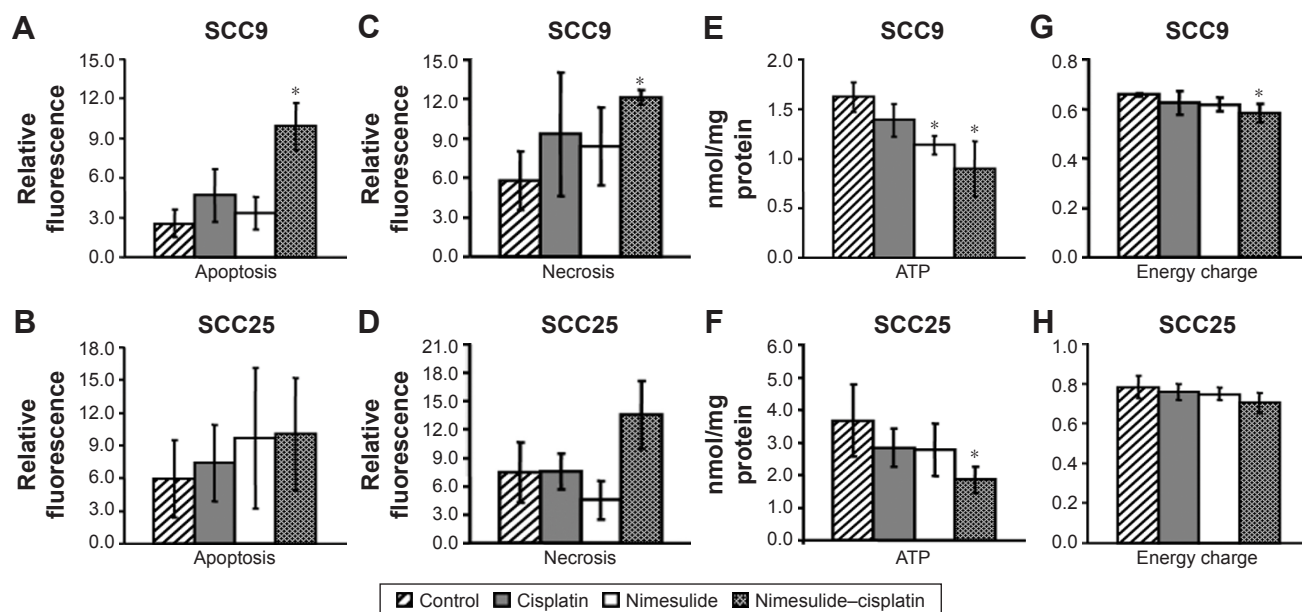 A
SCC9
Relative
fluorescence
15.0
12.0
9.0
6.0
3.0
0.0
*
Apoptosis
C
SCC9
Relative
fluorescence
15.0
12.0
9.0
6.0
3.0
0.0
*
Necrosis
E
SCC9
nmol/mg
protein
2.0
1.5
1.0
0.5
0.0
*
*
ATP
G
SCC9
0.8
0.6
0.4
0.2
0.0
*
Energy charge
B
SCC25
Relative
fluorescence
18.0
15.0
12.0
9.0
6.0
3.0
0.0
Apoptosis
D
SCC25
Relative
fluorescence
21.0
18.0
15.0
12.0
9.0
6.0
3.0
0.0
Necrosis
F
SCC25
nmol/mg
protein
6.0
5.0
4.0
3.0
2.0
1.0
0.0
*
ATP
H
SCC25
1.0
0.8
0.6
0.4
0.2
0.0
Energy charge
Control Cisplatin Nimesulide Nimesulide–cisplatin